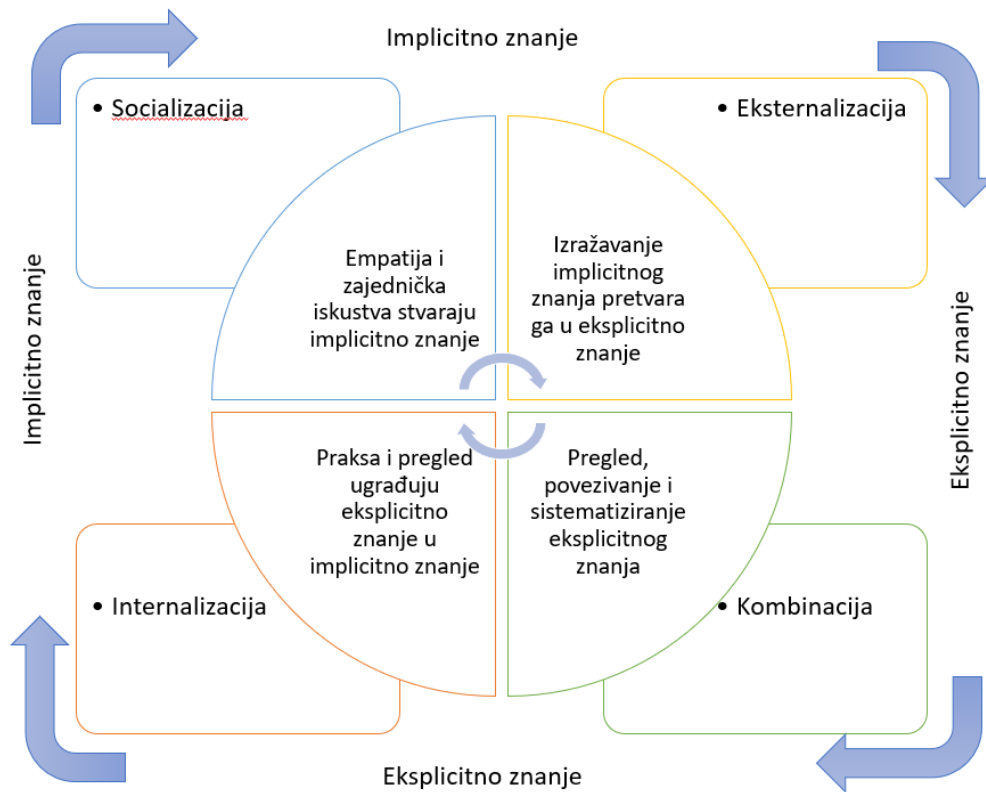 Implicitno znanje
• Socializacija
• Eksternalizacija
Empatija i
zajednička
iskustva stvaraju
implicitno znanje
Izražavanje
implicitnog
znanja pretvara
ga u eksplicitno
znanje
Implicitno znanje
Eksplicitno znanje
Praksa i pregled
ugrađuju
eksplicitno
znanje u
implicitno znanje
Pregled,
povezivanje i
sistematiziranje
eksplicitnog
znanja
• Internalizacija
• Kombinacija
Eksplicitno znanje